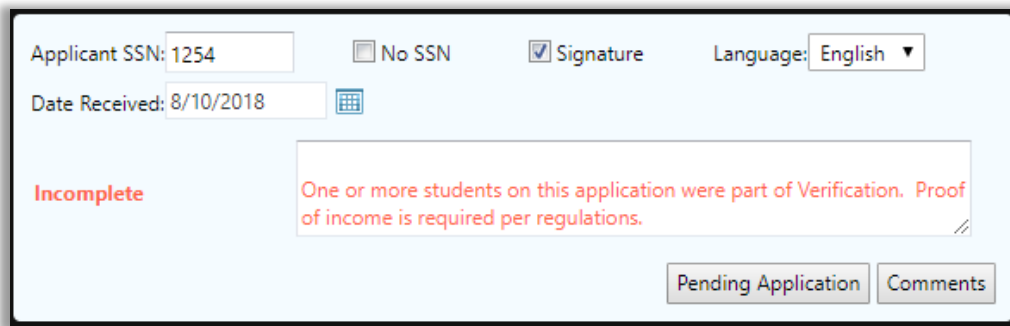 Applicant SSN: 1254 No SSN Signature Language: English
Date Received: 8/10/2018
One or more students on this application were part of Verification. Proof
Incomplete
of income is required per regulations.
Pending Application Comments